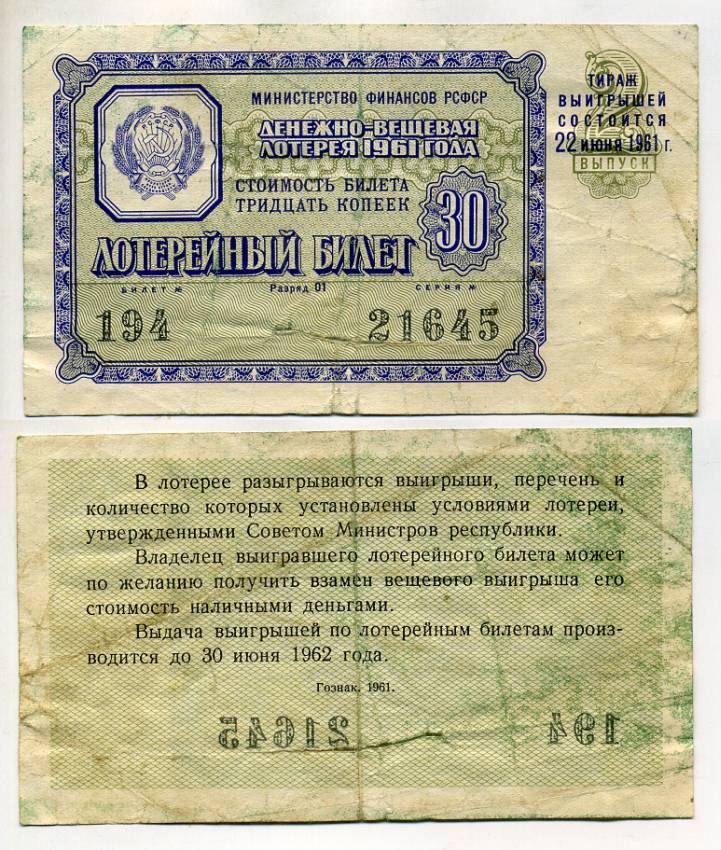 МИНИСТЕРСТВО ФИНАНСОВ РСФСР
ДЕНЕЖНО-ВЕЩЕВАЯ
ЛОТЕРЕЯ 1961 ГОДА
СТОИМОСТЬ БИЛЕТА
ТРИДЦАТЬ КОПЕЕК
30
ЛОТЕРЕЙНЫЙ БИЛЕТ
БИЛЕТ № Разряд 01 СЕРИЯ №
194 - 21645
2
ТИРАЖ
ВЫИГРЫШЕЙ
СОСТОИТСЯ
22 июня 1961 г.
ВЫПУСК
В лотерее разыгрываются выигрыши, перечень и
количество которых установлены условиями лотереи,
утвержденными Советом Министров республики.
Владелец выигравшего лотерейного билета может
по желанию получить взамен вещевого выигрыша его
стоимость наличными деньгами.
Выдача выигрышей по лотерейным билетам произ-
водится до 30 июня 1962 года.
Гознак, 1961.
21645 194